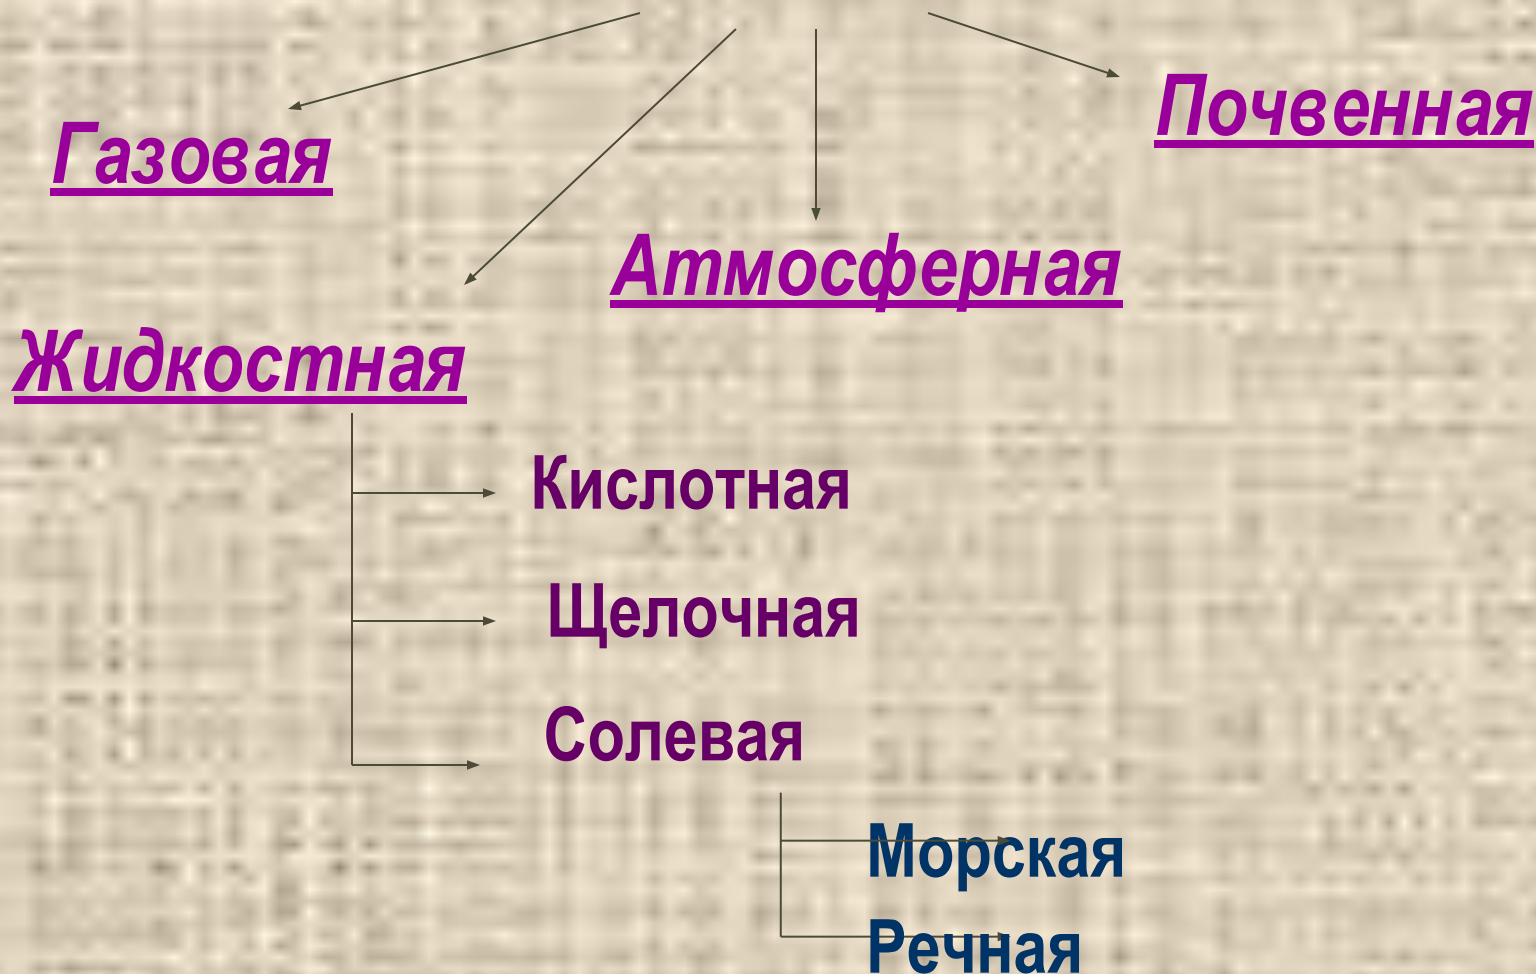 Почвенная
Газовая
Атмосферная
Жидкостная
Кислотная
Щелочная
Солевая
Морская
Речная